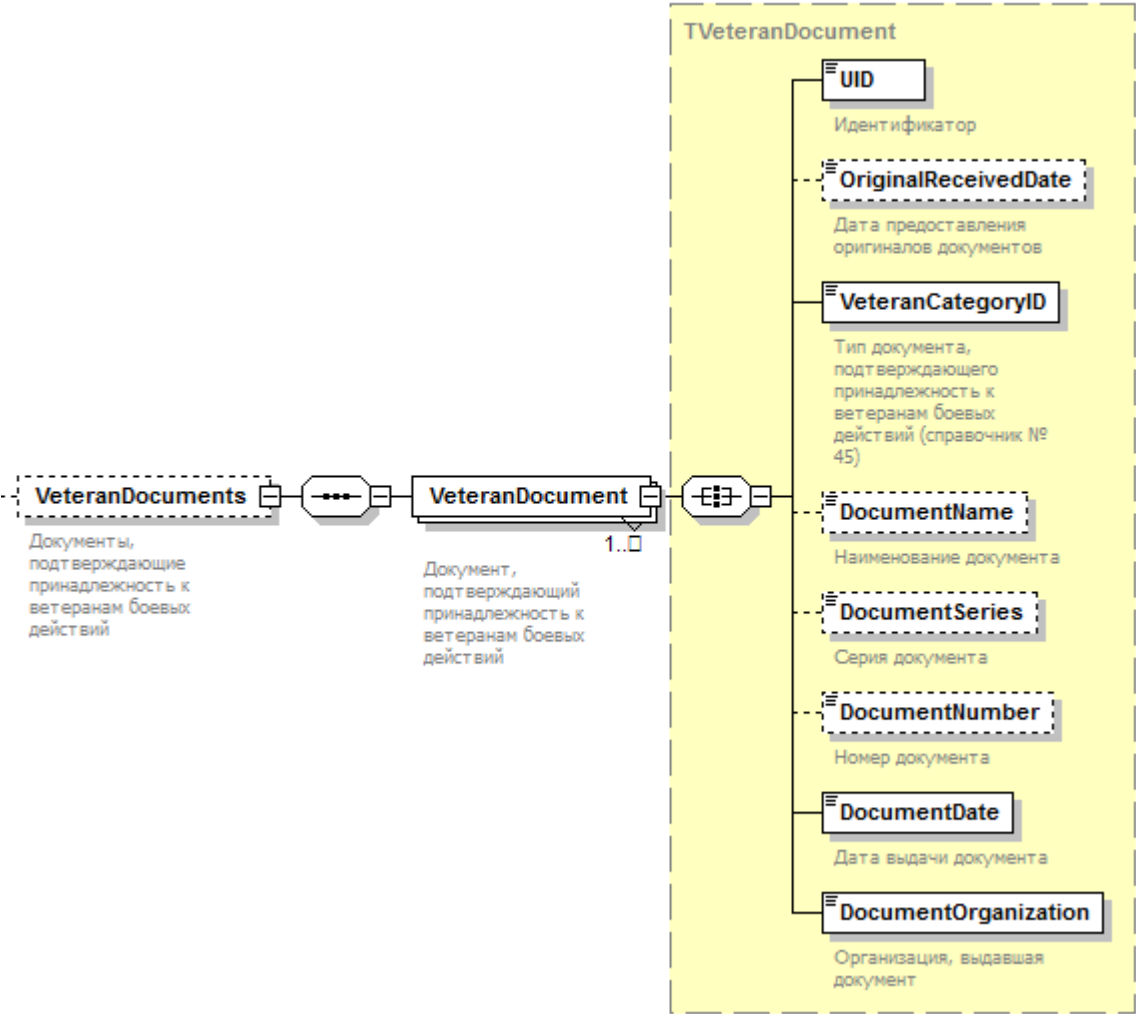 TVeteranDocument
UID
Идентификатор
OriginalReceivedDate
Дата предоставления
оригиналов документов
VeteranCategoryID
Тип документа,
подтверждающего
принадлежность к
ветеранам боевых
действий (справочник №
45)
VeteranDocuments
Документы,
подтверждающие
принадлежность к
ветеранам боевых
действий
VeteranDocument
1..□
Документ,
подтверждающий
принадлежность к
ветеранам боевых
действий
DocumentName
Наименование документа
DocumentSeries
Серия документа
DocumentNumber
Номер документа
DocumentDate
Дата выдачи документа
DocumentOrganization
Организация, выдавшая
документ